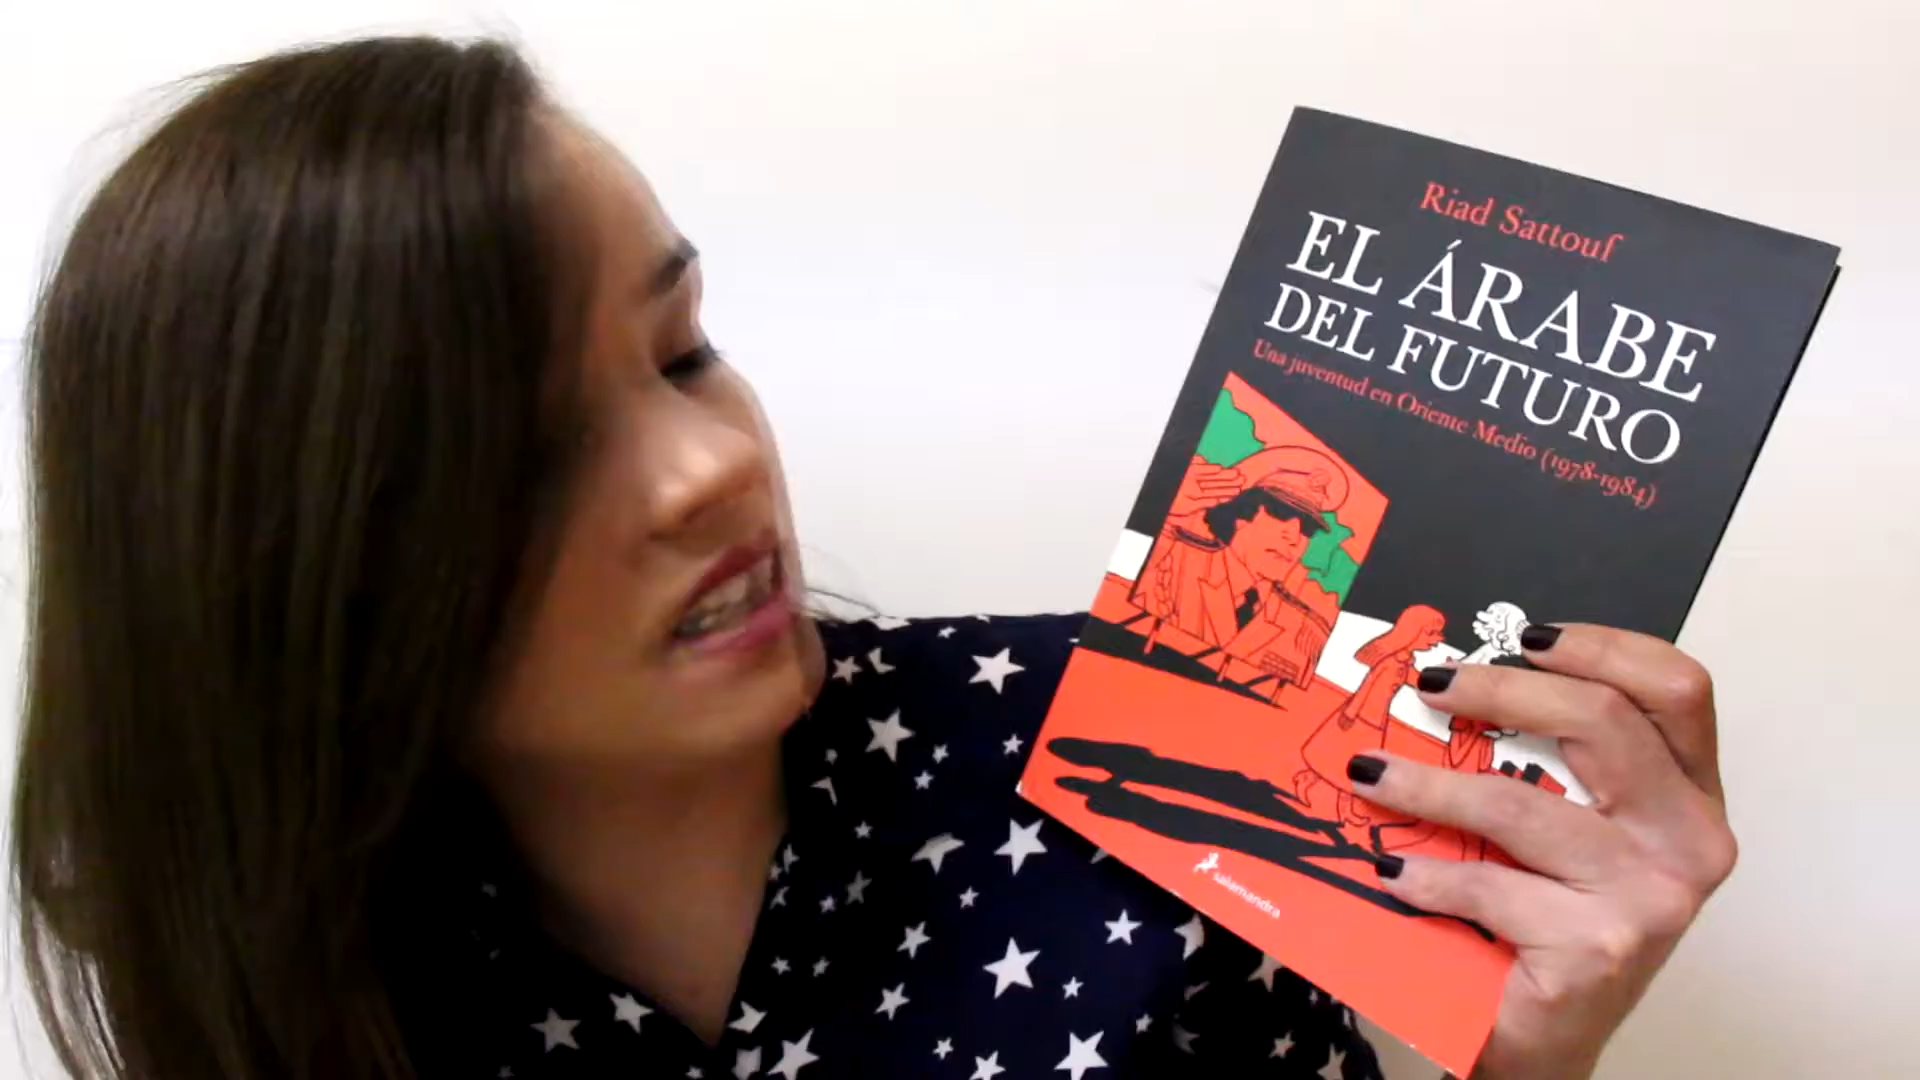 Riad Sattouf
EL ÁRABE
DEL FUTURO
Una juventud en Oriente Medio (1978-1984)
salamandra